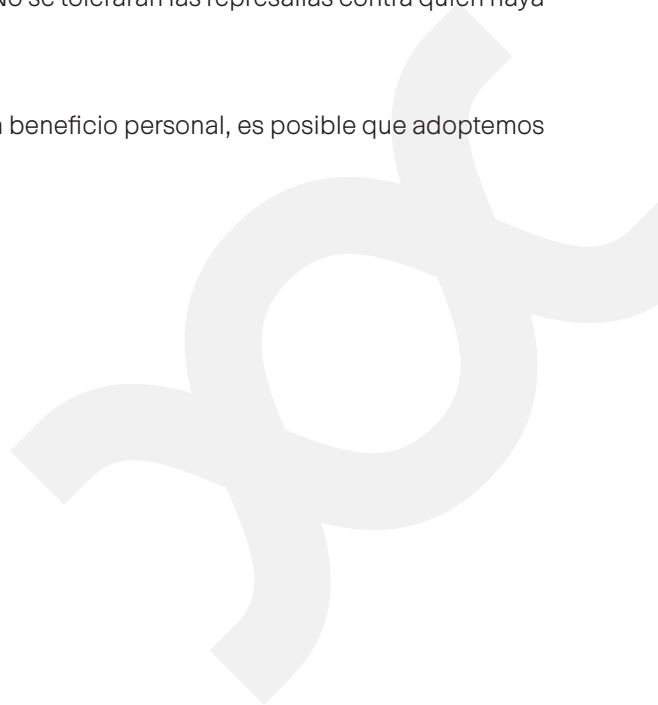 No se tolerarán las represalias contra quien haya
beneficio personal, es posible que adoptemos